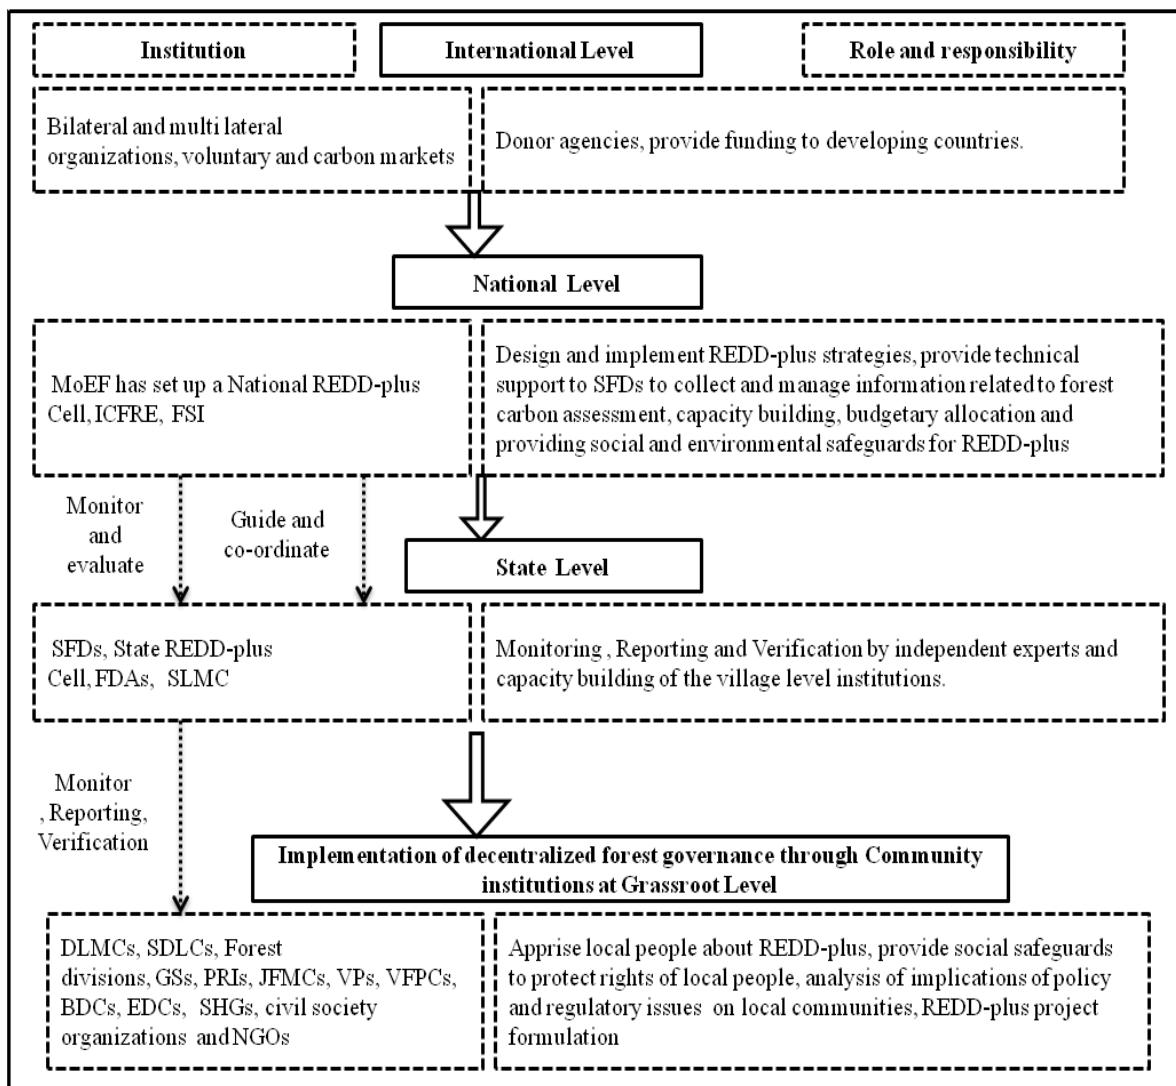 Institution
International Level
Role and responsibility
Bilateral and multi lateral
organizations, voluntary and carbon markets
Donor agencies, provide funding to developing countries.
National Level
MoEF has set up a National REDD-plus
Cell, ICFRE, FSI
Design and implement REDD-plus strategies, provide technical
support to SFDs to collect and manage information related to forest
carbon assessment, capacity building, budgetary allocation and
providing social and environmental safeguards for REDD-plus
Monitor
and
evaluate
Guide and
co-ordinate
State Level
SFDs, State REDD-plus
Cell, FDAs, SLMC
Monitoring , Reporting and Verification by independent experts and
capacity building of the village level institutions.
Monitor
, Reporting,
Verification
Implementation of decentralized forest governance through Community
institutions at Grassroot Level
DLMCs, SDLCs, Forest
divisions, GSs, PRIs, JFMCs, VPs, VFPCs,
BDCs, EDCs, SHGs, civil society
organizations and NGOs
Apprise local people about REDD-plus, provide social safeguards
to protect rights of local people, analysis of implications of policy
and regulatory issues on local communities, REDD-plus project
formulation